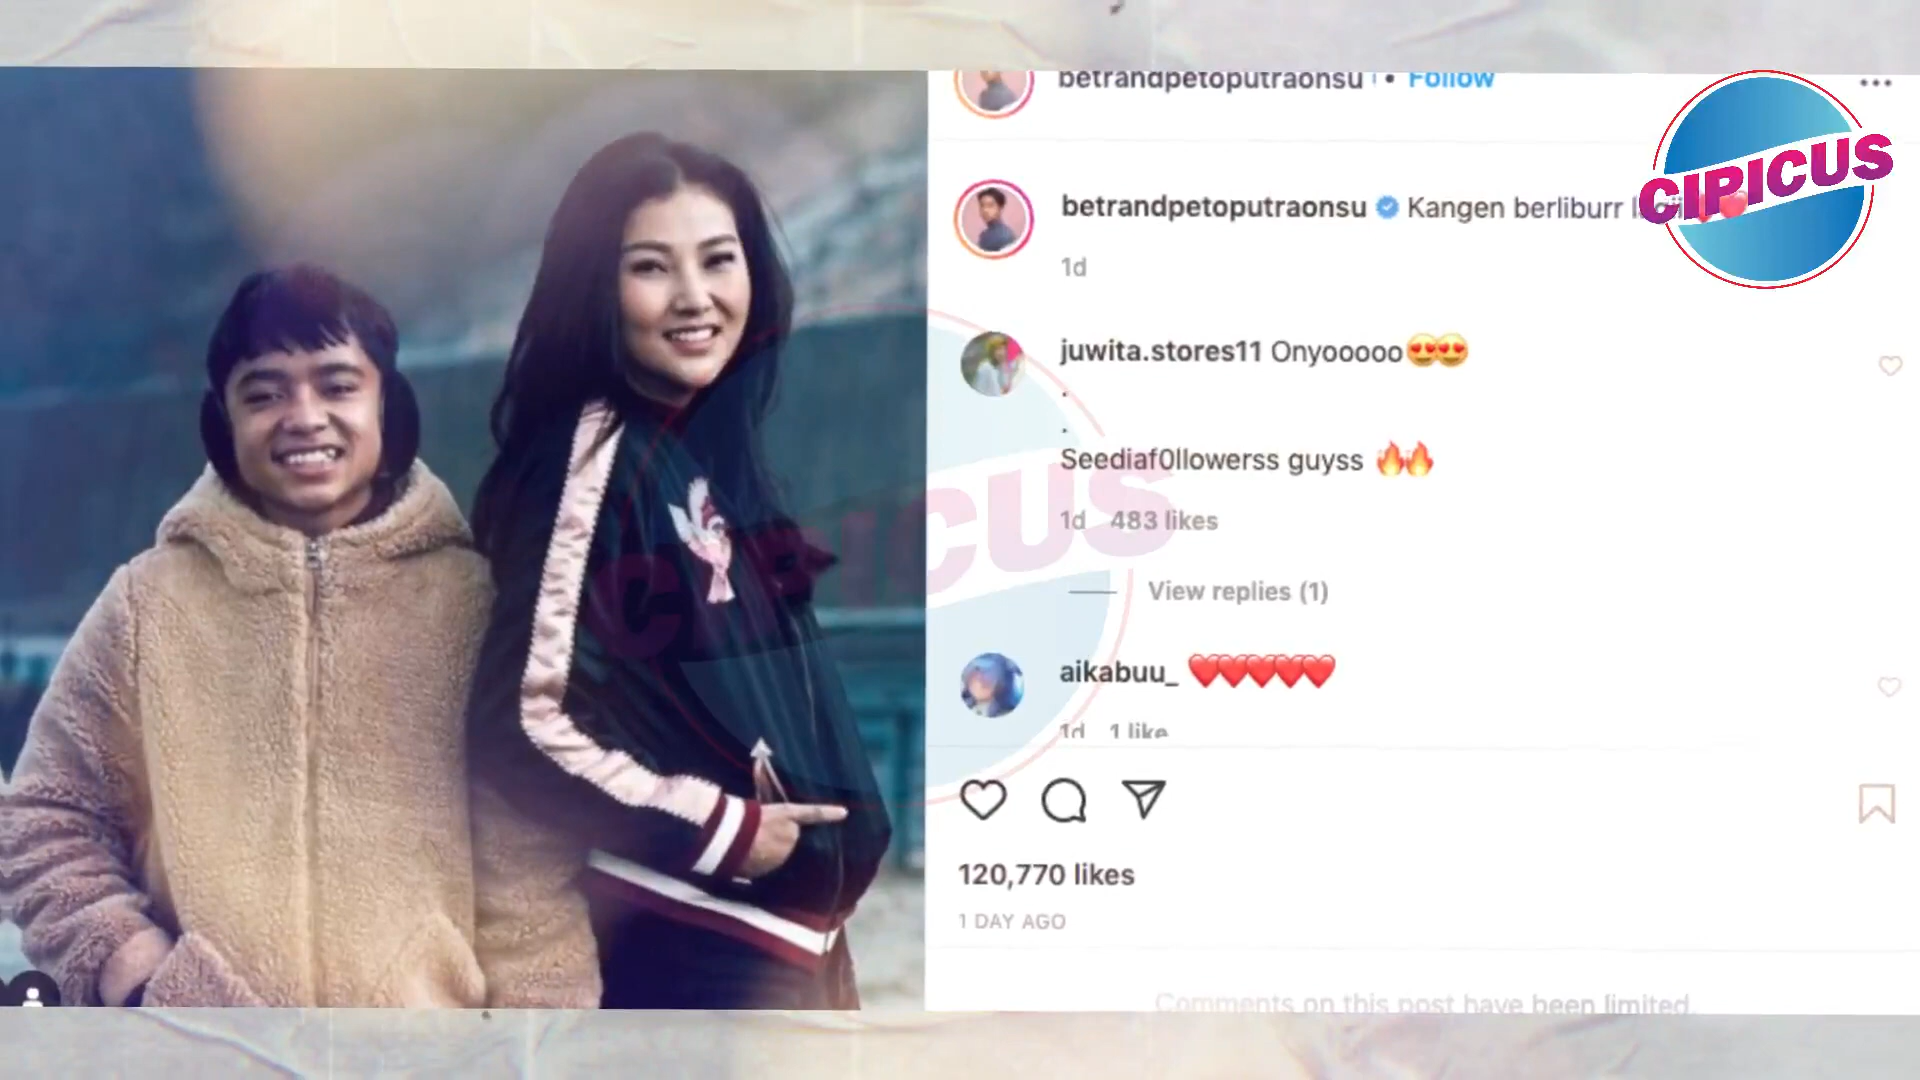 betrandpetoputraonsu • Follow
CIPICUS
betrandpetoputraonsu Kangen berliburr
1d
juwita.stores11 Onyooooo😍😍
.
.
Seediaf0llowerss guyss 🔥🔥
1d 483 likes
View replies (1)
CIPICUS
aikabuu_ ❤️❤️❤️❤️❤️
1d 1 like
120,770 likes
1 DAY AGO
Comments on this post have been limited.